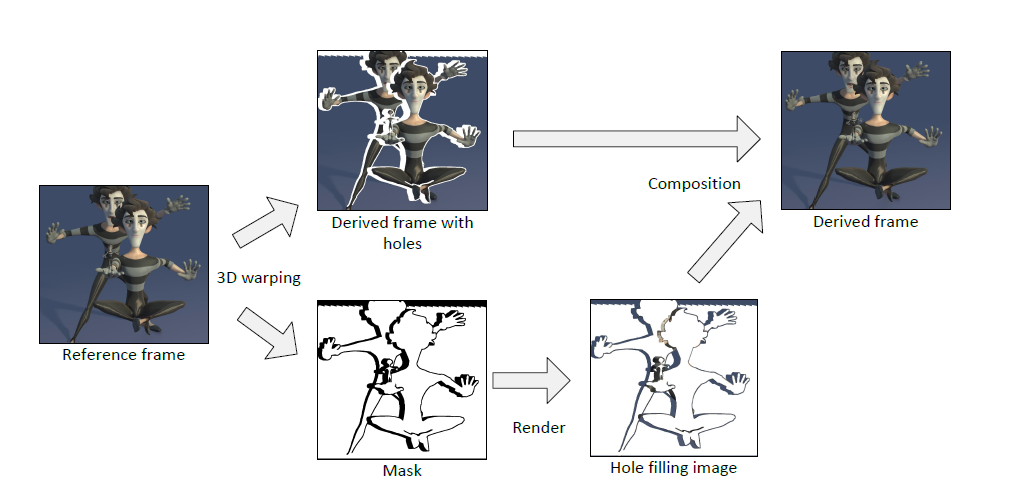 Derived frame with
holes
Composition
Derived frame
3D warping
Reference frame
Render
Mask
Hole filling image